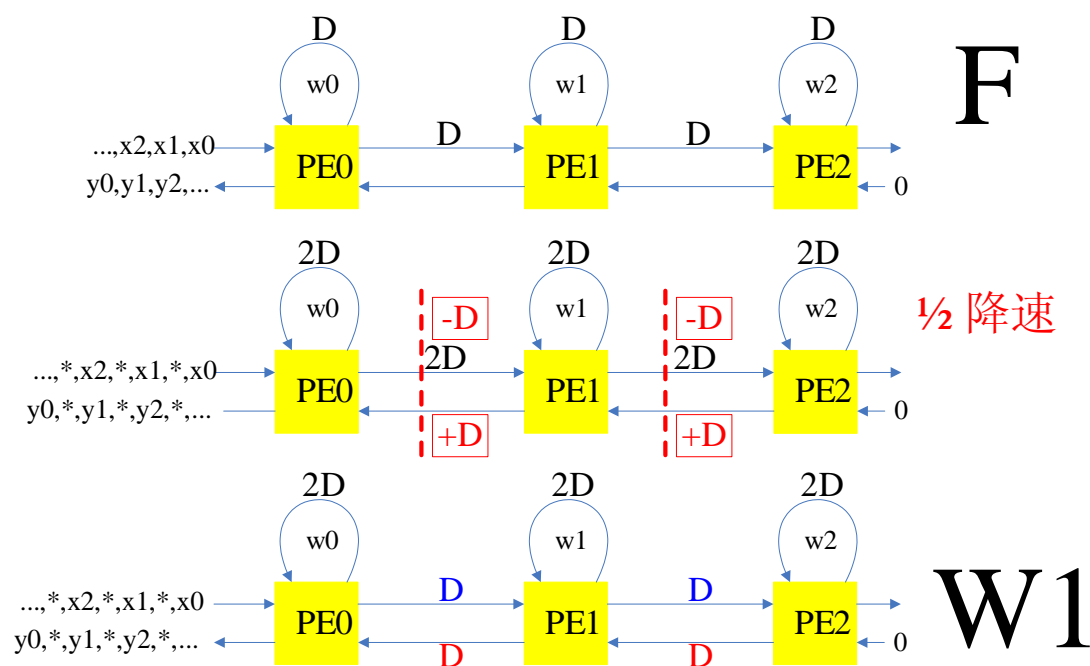 D D D
w0 w1 w2
F
...,x2,x1,x0 D D
PE0 PE1 PE2
y0,y1,y2,... 0
2D 2D 2D
w0 -D w1 -D w2
½ 降速
...,*,x2,*,x1,*,x0 2D 2D
PE0 PE1 PE2
y0,*,y1,*,y2,*,... 0
+D +D
2D 2D 2D
w0 w1 w2
...,*,x2,*,x1,*,x0 D D
PE0 PE1 PE2
W1
y0,*,y1,*,y2,*,... 0
D D